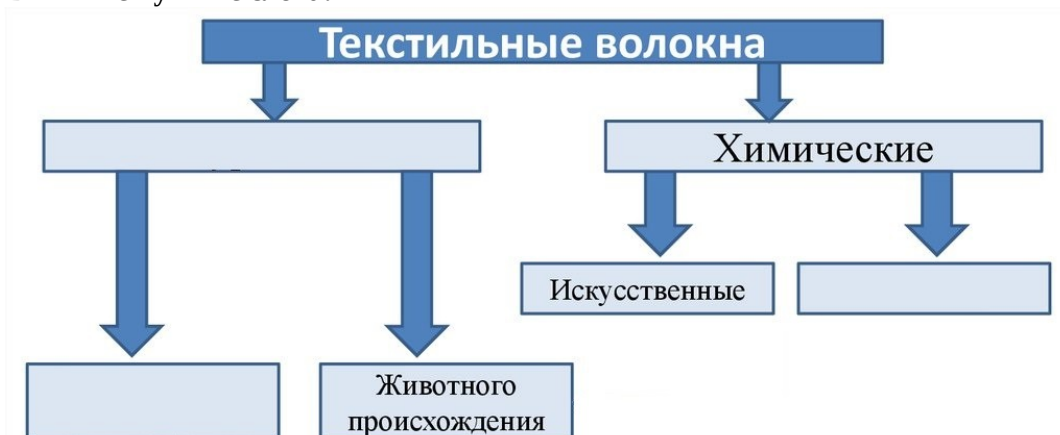 Текстильные волокна
Химические
Искусственные
Животного
происхождения